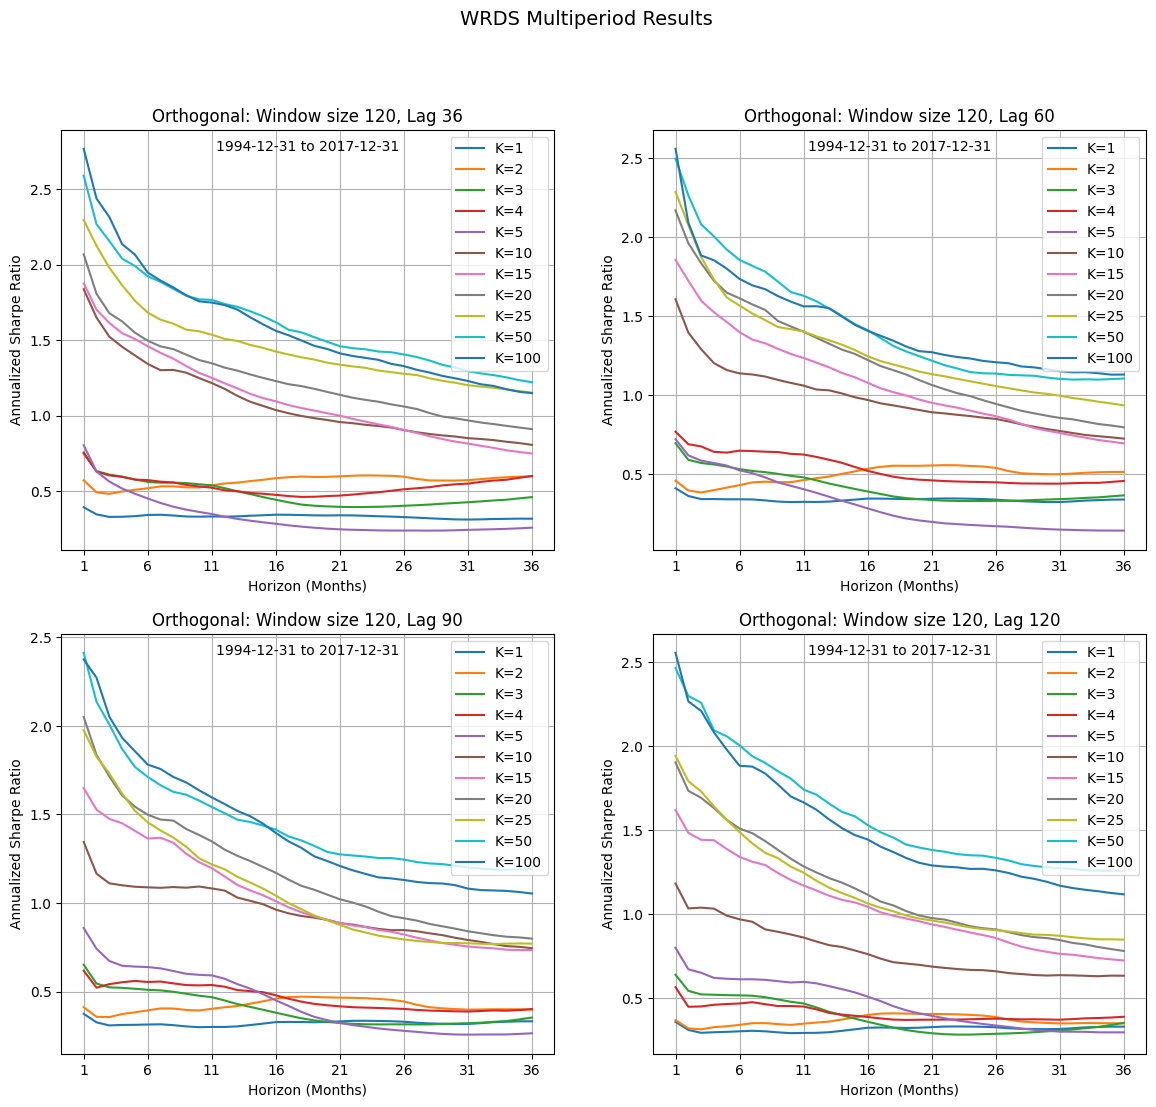 WRDS Multiperiod Results
Orthogonal: Window size 120, Lag 36
1994-12-31 to 2017-12-31
K=1
K=2
K=3
K=4
K=5
K=10
K=15
K=20
K=25
K=50
K=100
Annualized Sharpe Ratio
2.5
2.0
1.5
1.0
0.5
1 6 11 16 21 26 31 36
Horizon (Months)
Orthogonal: Window size 120, Lag 60
1994-12-31 to 2017-12-31
K=1
K=2
K=3
K=4
K=5
K=10
K=15
K=20
K=25
K=50
K=100
Annualized Sharpe Ratio
2.5
2.0
1.5
1.0
0.5
1 6 11 16 21 26 31 36
Horizon (Months)
Orthogonal: Window size 120, Lag 90
1994-12-31 to 2017-12-31
K=1
K=2
K=3
K=4
K=5
K=10
K=15
K=20
K=25
K=50
K=100
Annualized Sharpe Ratio
2.5
2.0
1.5
1.0
0.5
1 6 11 16 21 26 31 36
Horizon (Months)
Orthogonal: Window size 120, Lag 120
1994-12-31 to 2017-12-31
K=1
K=2
K=3
K=4
K=5
K=10
K=15
K=20
K=25
K=50
K=100
Annualized Sharpe Ratio
2.5
2.0
1.5
1.0
0.5
1 6 11 16 21 26 31 36
Horizon (Months)